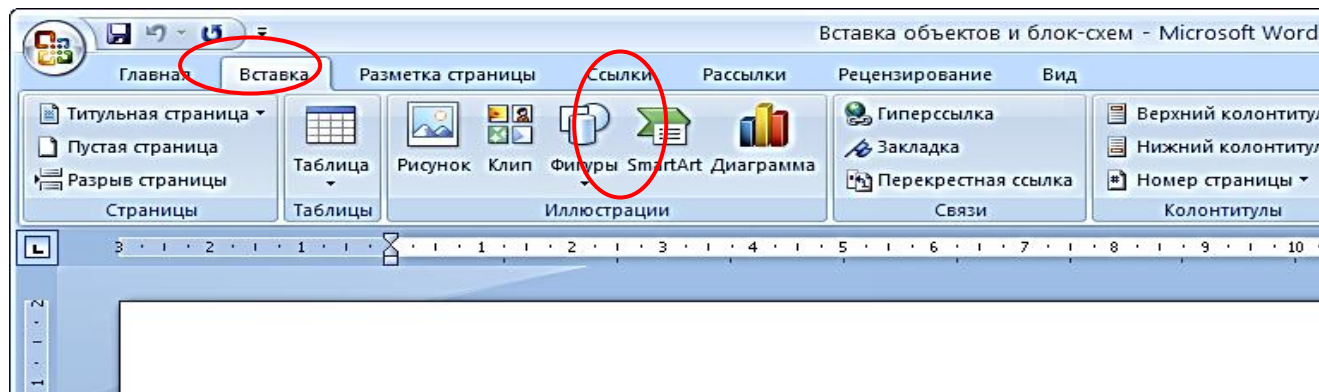 Вставка объектов и блок-схем - Microsoft Word
Главная Вставка Разметка страницы Ссылки Рассылки Рецензирование Вид
Титульная страница
Пустая страница
Разрыв страницы
Страницы
Таблица
Таблицы
Рисунок Клип Фигуры SmartArt Диаграмма
Иллюстрации
Гиперссылка
Закладка
Перекрестная ссылка
Связи
Верхний колонтитул
Нижний колонтитул
Номер страницы
Колонтитулы
3 2 1 1 2 3 4 5 6 7 8 9 10
2
1